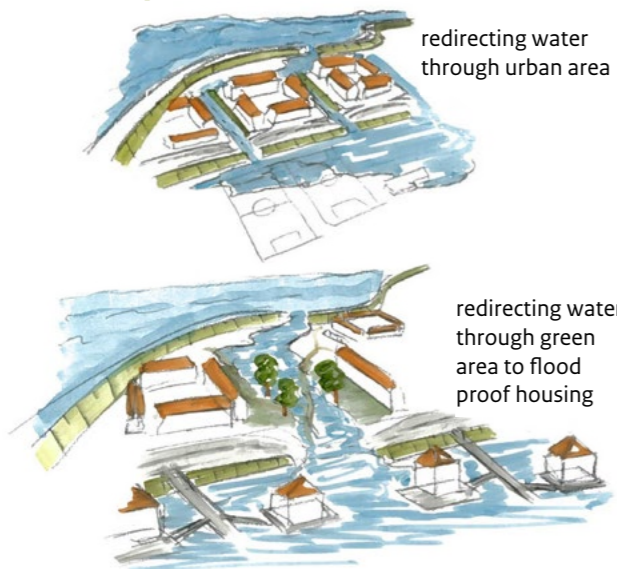 redirecting water
through urban area
redirecting water
through green
area to flood
proof housing